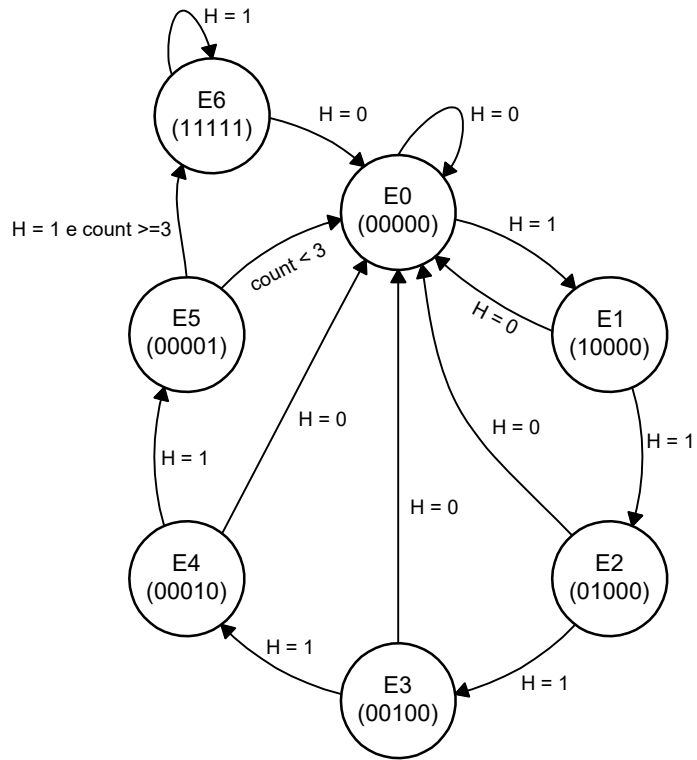 H = 1
E6
(11111)
H = 0
H = 0
E0
(00000)
H = 1
H = 1 e count >=3
count < 3
H = 0
E5
(00001)
E1
(10000)
H = 0
H = 0
H = 1
H = 1
H = 0
E4
(00010)
E2
(01000)
H = 1
H = 1
E3
(00100)